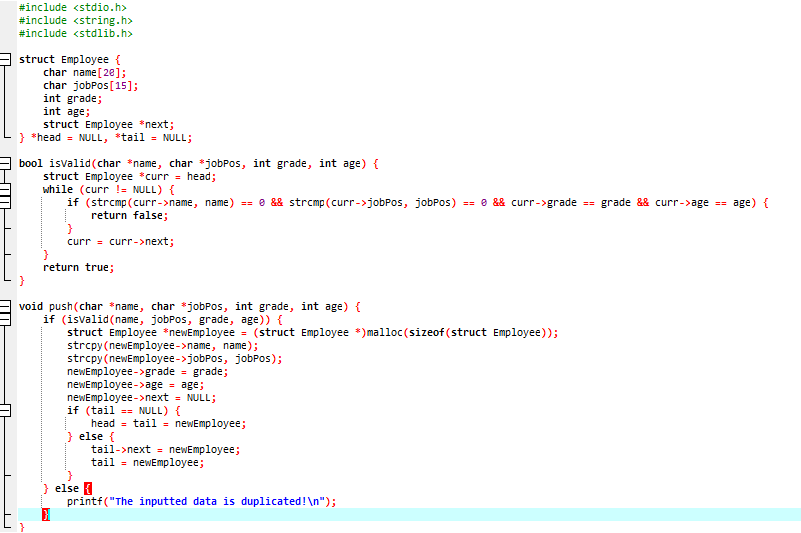 #include <stdio.h>
#include <string.h>
#include <stdlib.h>

struct Employee {
    char name[20];
    char jobPos[15];
    int grade;
    int age;
    struct Employee *next;
} *head = NULL, *tail = NULL;

bool isValid(char *name, char *jobPos, int grade, int age) {
    struct Employee *curr = head;
    while (curr != NULL) {
        if (strcmp(curr->name, name) == 0 && strcmp(curr->jobPos, jobPos) == 0 && curr->grade == grade && curr->age == age) {
            return false;
        }
        curr = curr->next;
    }
    return true;
}

void push(char *name, char *jobPos, int grade, int age) {
    if (isValid(name, jobPos, grade, age)) {
        struct Employee *newEmployee = (struct Employee *)malloc(sizeof(struct Employee));
        strcpy(newEmployee->name, name);
        strcpy(newEmployee->jobPos, jobPos);
        newEmployee->grade = grade;
        newEmployee->age = age;
        newEmployee->next = NULL;
        if (tail == NULL) {
            head = tail = newEmployee;
        } else {
            tail->next = newEmployee;
            tail = newEmployee;
        }
    } else {
        printf("The inputted data is duplicated!\n");
    }
}